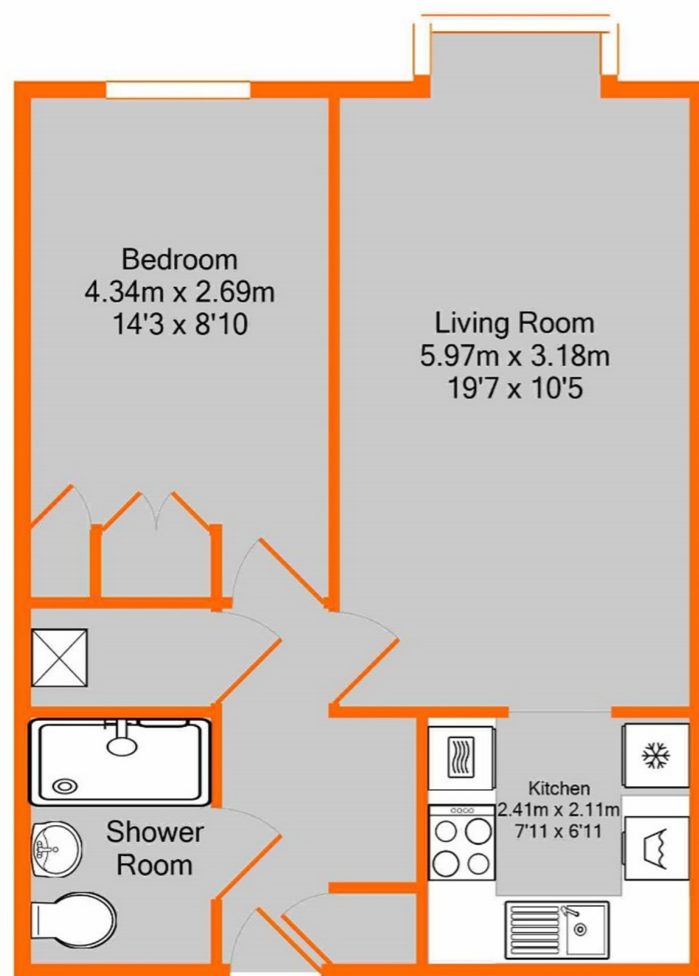 Bedroom
4.34m x 2.69m
14'3 x 8'10
Living Room
5.97m x 3.18m
19'7 x 10'5
Kitchen
2.41m x 2.11m
7'11 x 6'11
Shower
Room